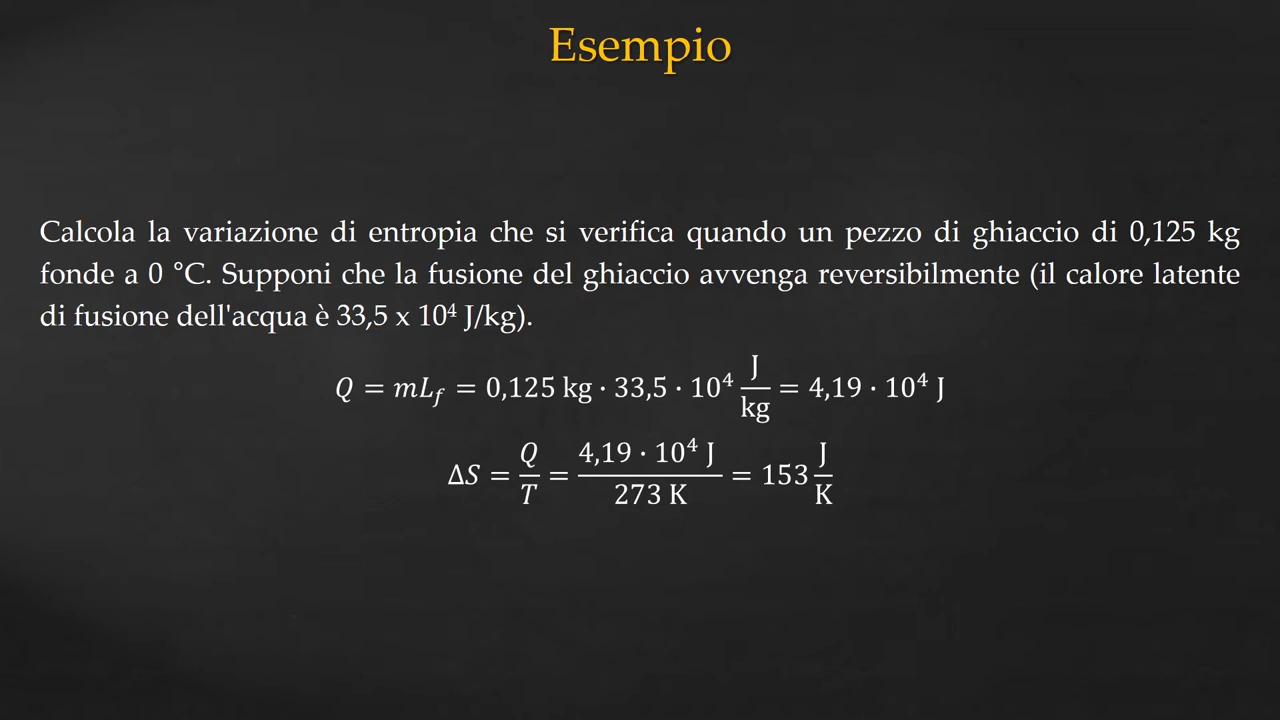 Esempio
Calcola la variazione di entropia che si verifica quando un pezzo di ghiaccio di 0,125 kg
fonde a 0 °C. Supponi che la fusione del ghiaccio avvenga reversibilmente (il calore latente
di fusione dell'acqua è 33,5 x 10⁴ J/kg).
𝑄 = 𝑚𝐿_𝑓 = 0,125 kg · 33,5 · 10⁴ J/kg = 4,19 · 10⁴ J
Δ𝑆 = 𝑄/𝑇 = 4,19 · 10⁴ J/273 K = 153 J/K